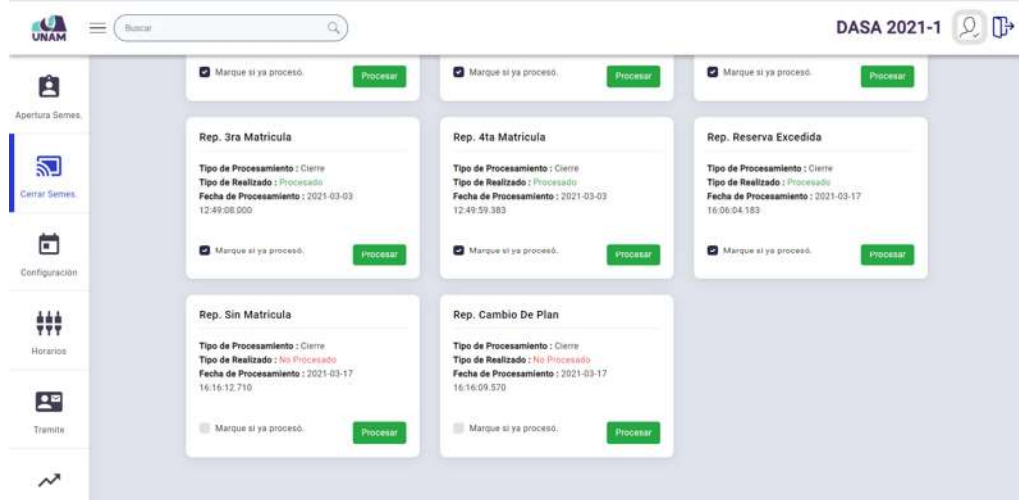 UNAM
Buscar
DASA 2021-1
Apertura Semes.
Cerrar Semes.
Configuración
Horarios
Tramite
Marque si ya procesó.
Procesar
Marque si ya procesó.
Procesar
Marque si ya procesó.
Procesar
Rep. 3ra Matricula
Tipo de Procesamiento : Cierre
Tipo de Realizado : Procesado
Fecha de Procesamiento : 2021-03-03
12:49:08.000
Marque si ya procesó.
Procesar
Rep. 4ta Matricula
Tipo de Procesamiento : Cierre
Tipo de Realizado : Procesado
Fecha de Procesamiento : 2021-03-03
12:49:59.383
Marque si ya procesó.
Procesar
Rep. Reserva Excedida
Tipo de Procesamiento : Cierre
Tipo de Realizado : Procesado
Fecha de Procesamiento : 2021-03-17
16:06:04.183
Marque si ya procesó.
Procesar
Rep. Sin Matricula
Tipo de Procesamiento : Cierre
Tipo de Realizado : No Procesado
Fecha de Procesamiento : 2021-03-17
16:16:12.710
Marque si ya procesó.
Procesar
Rep. Cambio De Plan
Tipo de Procesamiento : Cierre
Tipo de Realizado : No Procesado
Fecha de Procesamiento : 2021-03-17
16:16:09.570
Marque si ya procesó.
Procesar